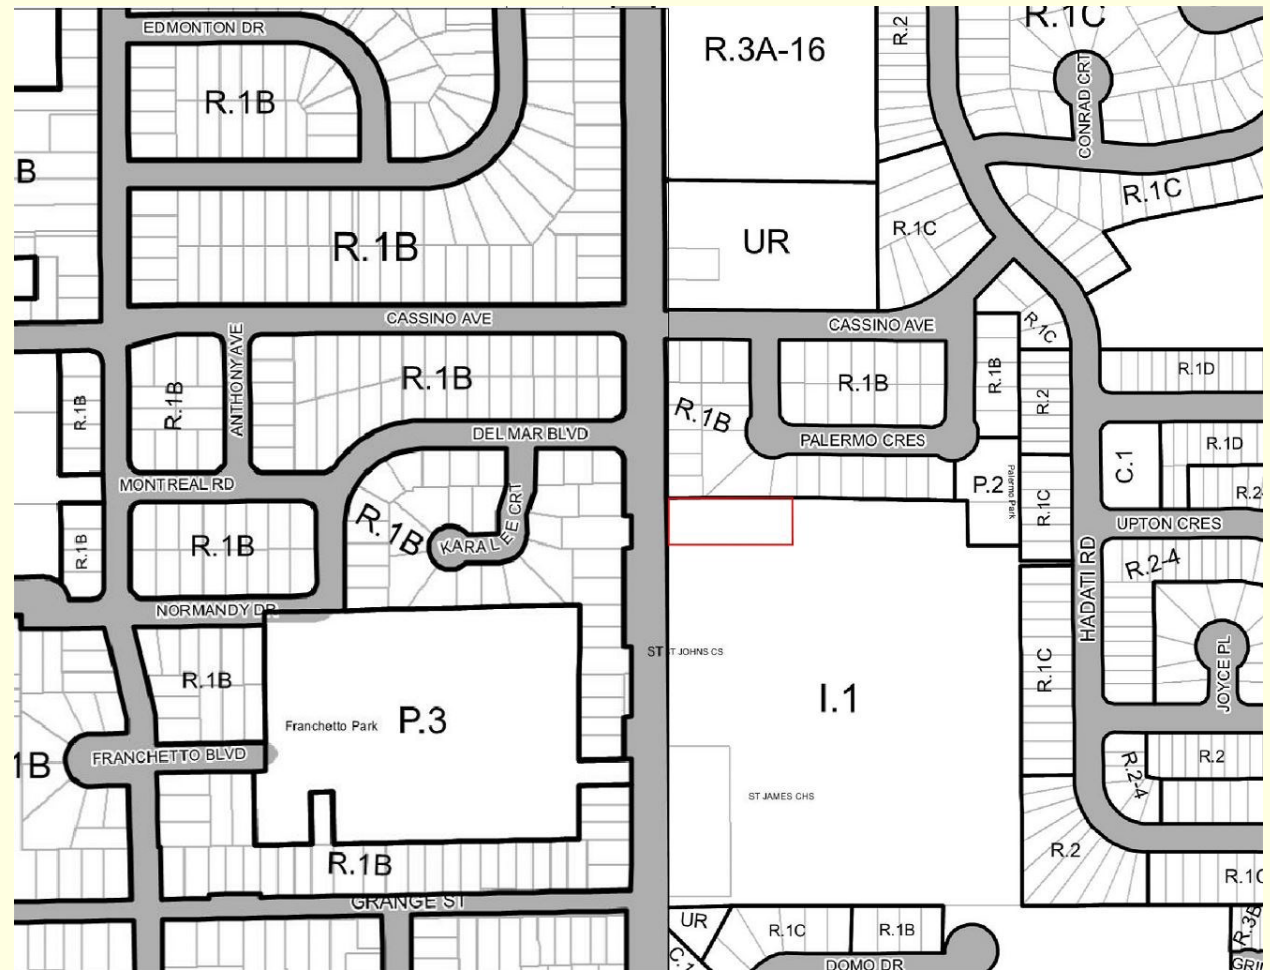 EDMONTON DR
R.1B
R.3A-16
R.2
R.1C
CONRAD CRT
B
R.1B
UR
R.1C
R.1C
CASSINO AVE
CASSINO AVE
R.1C
ANTHONY AVE
R.1B
R.1B
R.1B
R.1B
R.1B
R.1B
R.2
R.1D
DEL MAR BLVD
PALERMO CRES
MONTREAL RD
P.2
Palermo Park
R.1C
C.1
R.1D
R.2-
R.1B
R.1B
R.1B
KARA LEE CRT
UPTON CRES
R.2-4
HADATI RD
NORMANDY DR
R.1B
ST
ST JOHNS CS
R.1C
JOYCE PL
Franchetto Park
P.3
I.1
1B
FRANCHETTO BLVD
R.2-4
R.2
ST JAMES CHS
R.1B
R.2
R.1C
GRANGE ST
UR
R.1C
R.1B
R.3B
C.1
DOMO DR
GRI